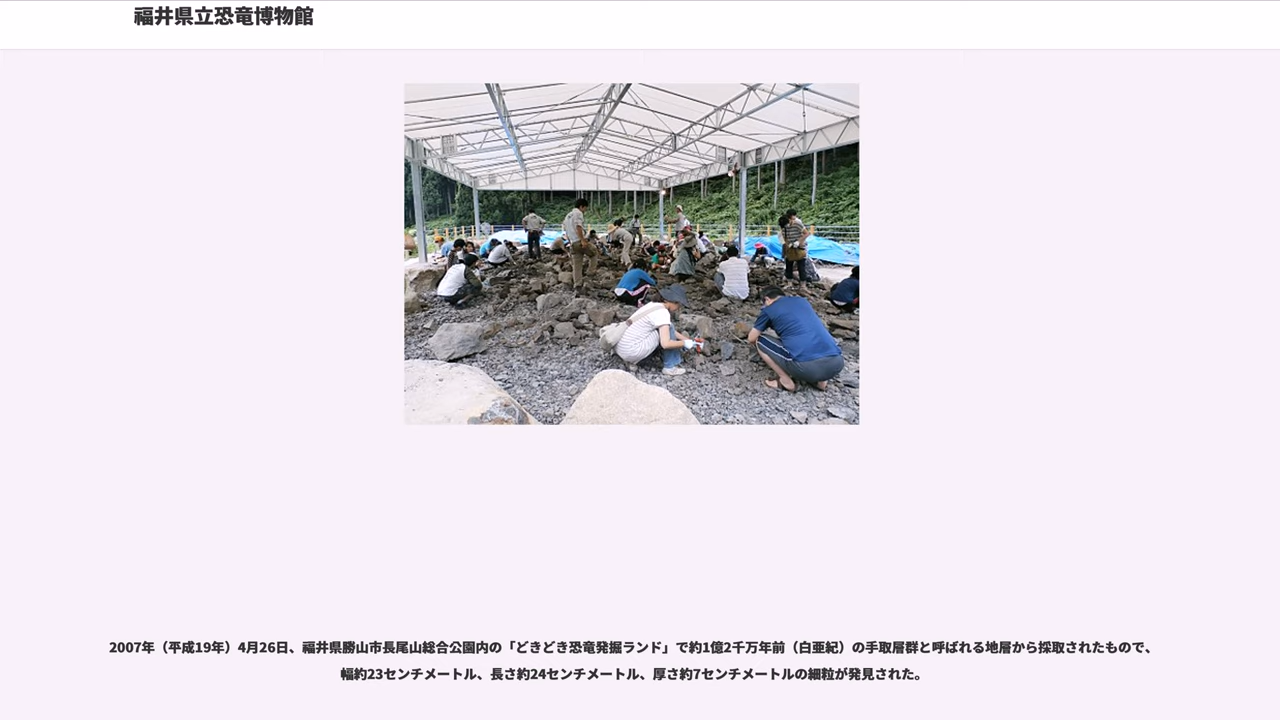 福井県立恐竜博物館
2007年（平成19年）4月26日、福井県勝山市長尾山総合公園内の「どきどき恐竜発掘ランド」で約1億2千万年前（白亜紀）の手取層群と呼ばれる地層から採取されたもので、
幅約23センチメートル、長さ約24センチメートル、厚さ約7センチメートルの細粒が発見された。